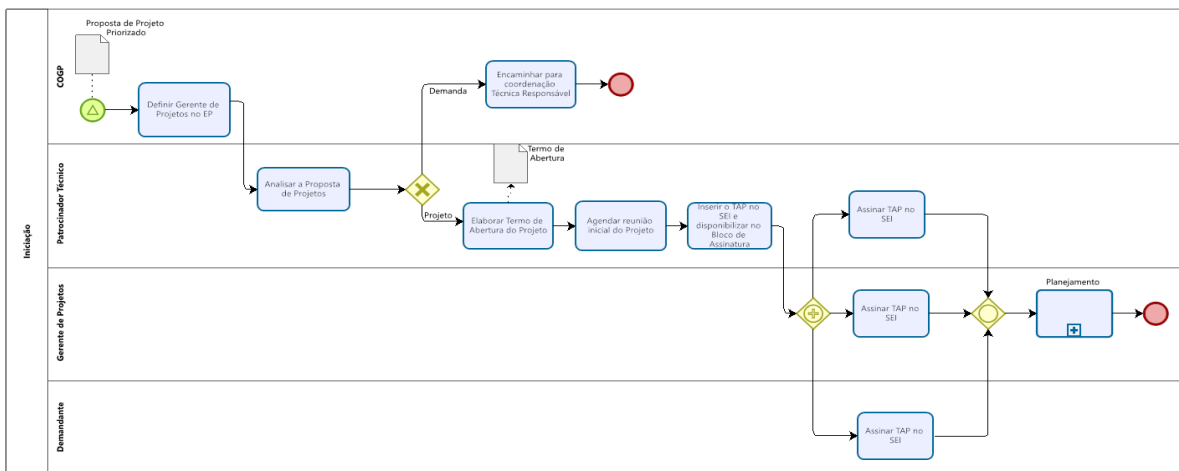 Iniciação
COGP
Proposta de Projeto
Priorizado
Definir Gerente de
Projetos no EP
Demanda
Encaminhar para
coordenação
Técnica Responsável
Patrocinador Técnico
Analisar a Proposta
de Projetos
Projeto
Termo de
Abertura
Elaborar Termo de
Abertura do Projeto
Agendar reunião
inicial do Projeto
Inserir o TAP no
SEI e
disponibilizar no
Bloco de
Assinatura
Assinar TAP no
SEI
Gerente de Projetos
Assinar TAP no
SEI
Planejamento
Demandante
Assinar TAP no
SEI